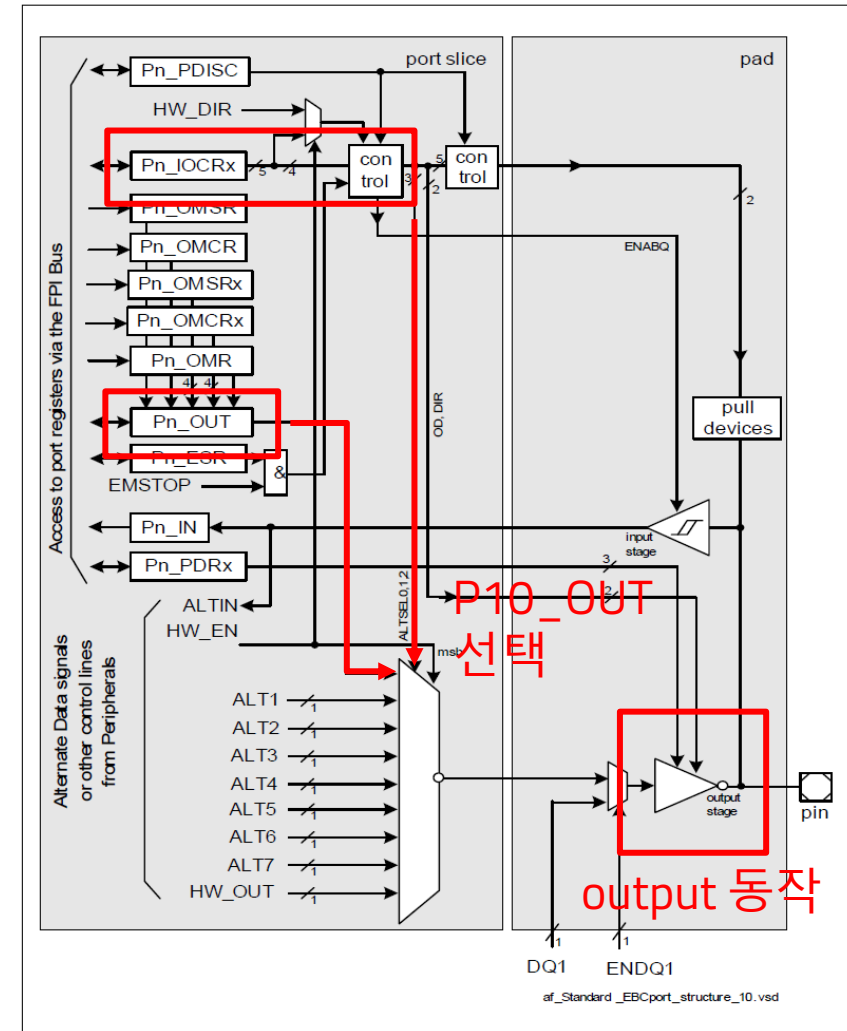 port slice
pad
Pn_PDISC
HW_DIR
Pn_IOCRx
5
4
con
trol
3
2
5
con
trol
2
Pn_OMSR
ENABQ
Pn_OMCR
Pn_OMSRx
Pn_OMCRx
Pn_OMR
4
4
Access to port registers via the FPI Bus
Pn_OUT
OD, DIR
pull
devices
Pn_ESR
&
EMSTOP
Pn_IN
input
stage
Pn_PDRx
3
2
ALTIN
HW_EN
ALTSEL0,1,2
msb
P10_OUT
선택
Alternate Data signals
or other control lines
from Peripherals
ALT1
1
ALT2
1
ALT3
1
ALT4
1
ALT5
1
ALT6
1
ALT7
1
HW_OUT
1
output
stage
pin
output 동작
1
1
DQ1
ENDQ1
af_Standard _EBCport_structure_10.vsd